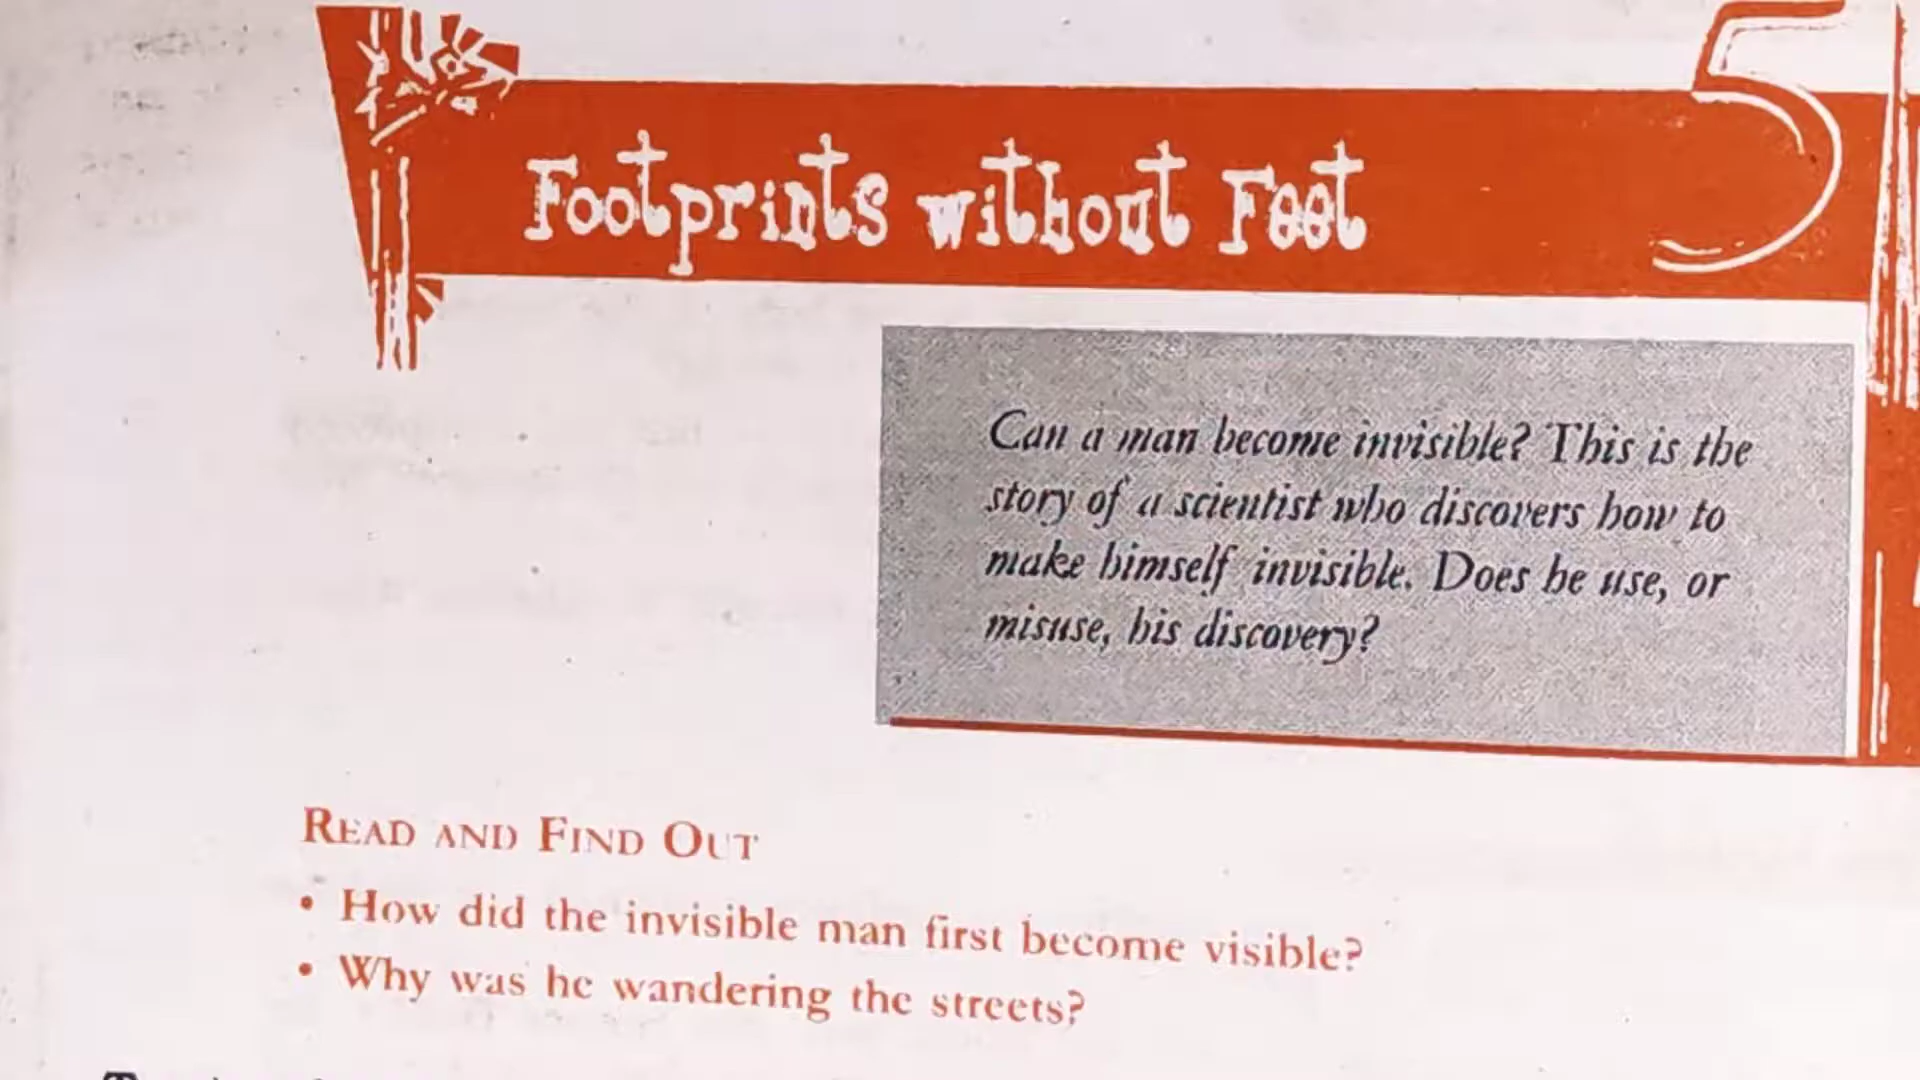 5
Footprints without Feet
Can a man become invisible? This is the
story of a scientist who discovers how to
make himself invisible. Does he use, or
misuse, his discovery?
READ AND FIND OUT
• How did the invisible man first become visible?
• Why was he wandering the streets?